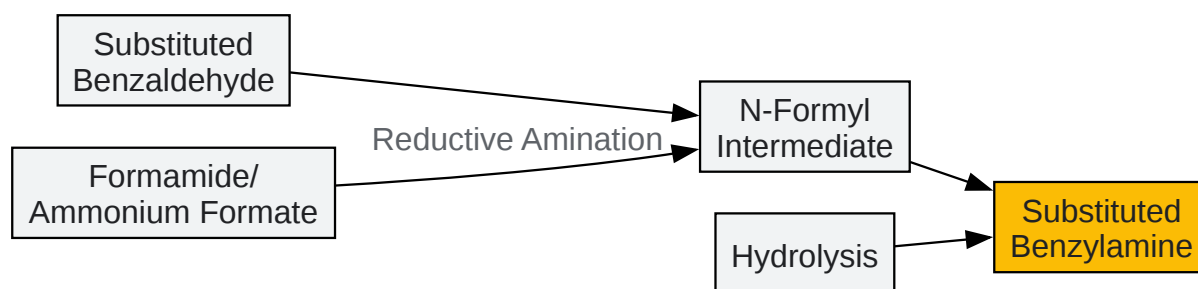 Substituted
Benzaldehyde
Reductive Amination
Formamide/
Ammonium Formate
N-Formyl
Intermediate
Hydrolysis
Substituted
Benzylamine